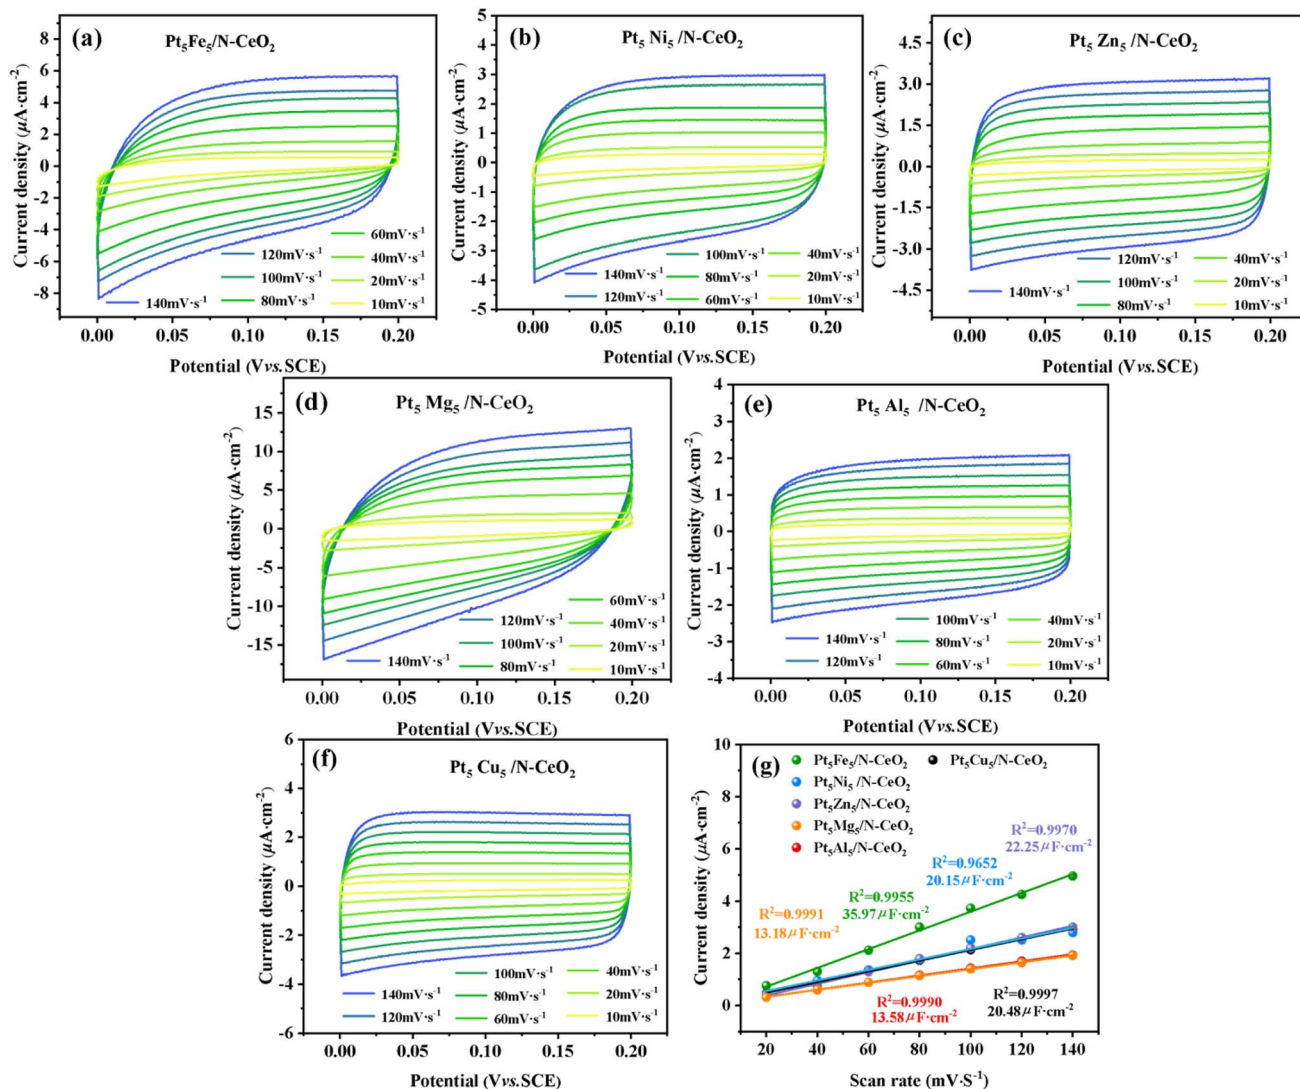 (a) Pt₅Fe₅/N-CeO₂
Current density (μA·cm⁻²)
8
6
4
2
0
-2
-4
-6
-8
60mV·s⁻¹
120mV·s⁻¹ 40mV·s⁻¹
100mV·s⁻¹ 20mV·s⁻¹
140mV·s⁻¹ 80mV·s⁻¹ 10mV·s⁻¹
0.00 0.05 0.10 0.15 0.20
Potential (Vvs.SCE)
(b) Pt₅ Ni₅ /N-CeO₂
Current density (μA·cm⁻²)
5
4
3
2
1
0
-1
-2
-3
-4
-5
100mV·s⁻¹ 40mV·s⁻¹
140mV·s⁻¹ 80mV·s⁻¹ 20mV·s⁻¹
120mV·s⁻¹ 60mV·s⁻¹ 10mV·s⁻¹
0.00 0.05 0.10 0.15 0.20
Potential (Vvs.SCE)
(c) Pt₅ Zn₅ /N-CeO₂
Current density (μA·cm⁻²)
4.5
3.0
1.5
0.0
-1.5
-3.0
-4.5
120mV·s⁻¹ 40mV·s⁻¹
100mV·s⁻¹ 20mV·s⁻¹
140mV·s⁻¹ 80mV·s⁻¹ 10mV·s⁻¹
0.00 0.05 0.10 0.15 0.20
Potential (Vvs.SCE)
(d) Pt₅ Mg₅ /N-CeO₂
Current density (μA·cm⁻²)
15
10
5
0
-5
-10
-15
60mV·s⁻¹
120mV·s⁻¹ 40mV·s⁻¹
100mV·s⁻¹ 20mV·s⁻¹
140mV·s⁻¹ 80mV·s⁻¹ 10mV·s⁻¹
0.00 0.05 0.10 0.15 0.20
Potential (Vvs.SCE)
(e) Pt₅ Al₅ /N-CeO₂
Current density (μA·cm⁻²)
4
3
2
1
0
-1
-2
-3
-4
100mV·s⁻¹ 40mV·s⁻¹
140mV·s⁻¹ 80mV·s⁻¹ 20mV·s⁻¹
120mVs⁻¹ 60mV·s⁻¹ 10mV·s⁻¹
0.00 0.05 0.10 0.15 0.20
Potential (Vvs.SCE)
(f) Pt₅ Cu₅ /N-CeO₂
Current density (μA·cm⁻²)
6
4
2
0
-2
-4
-6
100mV·s⁻¹ 40mV·s⁻¹
140mV·s⁻¹ 80mV·s⁻¹ 20mV·s⁻¹
120mV·s⁻¹ 60mV·s⁻¹ 10mV·s⁻¹
0.00 0.05 0.10 0.15 0.20
Potential (Vvs.SCE)
(g)
Current density (μA·cm⁻²)
10
8
6
4
2
0
Pt₅Fe₅/N-CeO₂ Pt₅Cu₅/N-CeO₂
Pt₅Ni₅ /N-CeO₂
Pt₅Zn₅/N-CeO₂
Pt₅Mg₅/N-CeO₂
Pt₅Al₅/N-CeO₂
R²=0.9970
22.25μF·cm⁻²
R²=0.9652
20.15μF·cm⁻²
R²=0.9955
35.97μF·cm⁻²
R²=0.9991
13.18μF·cm⁻²
R²=0.9990
13.58μF·cm⁻²
R²=0.9997
20.48μF·cm⁻²
20 40 60 80 100 120 140
Scan rate (mV·S⁻¹)